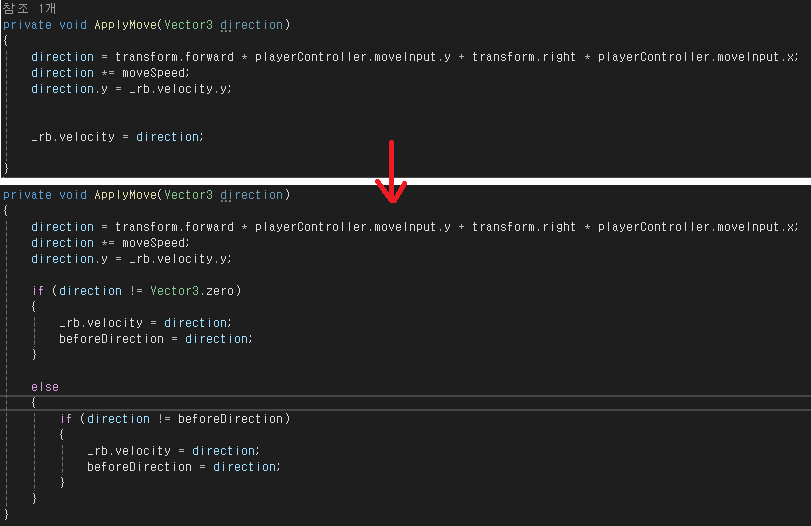 참조 1개
private void ApplyMove(Vector3 direction)
{
direction = transform.forward * playerController.moveInput.y + transform.right * playerController.moveInput.x;
direction *= moveSpeed;
direction.y = _rb.velocity.y;
_rb.velocity = direction;
}
private void ApplyMove(Vector3 direction)
{
direction = transform.forward * playerController.moveInput.y + transform.right * playerController.moveInput.x;
direction *= moveSpeed;
direction.y = _rb.velocity.y;
if (direction != Vector3.zero)
{
_rb.velocity = direction;
beforeDirection = direction;
}
else
{
if (direction != beforeDirection)
{
_rb.velocity = direction;
beforeDirection = direction;
}
}
}